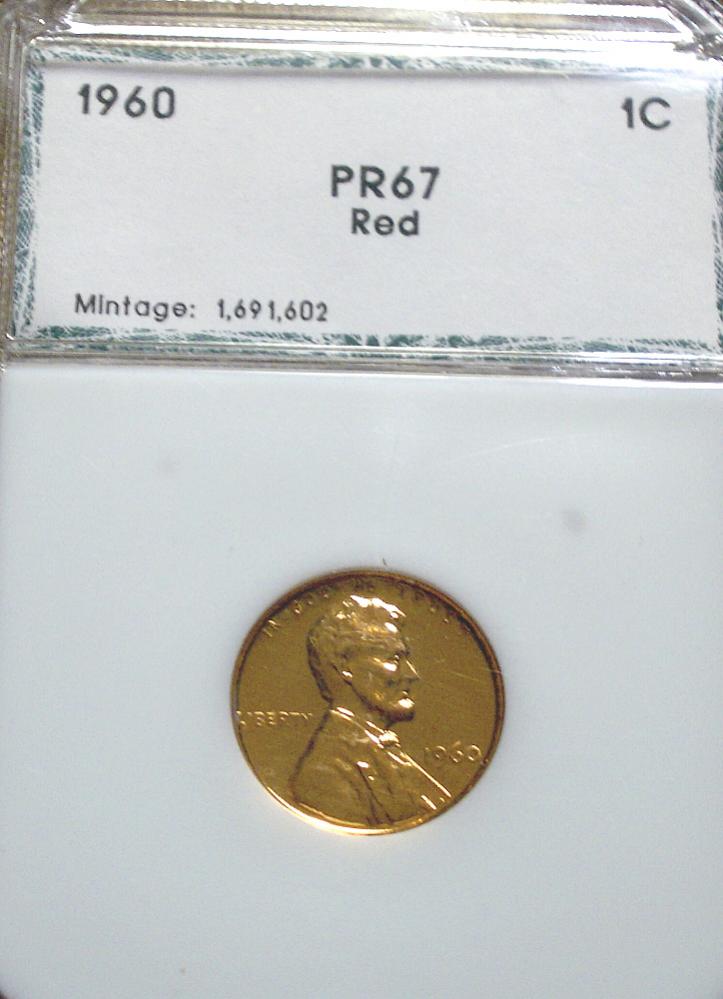 1960 1C
PR67
Red
Mintage: 1,691,602
IN GOD WE TRUST
LIBERTY
1960